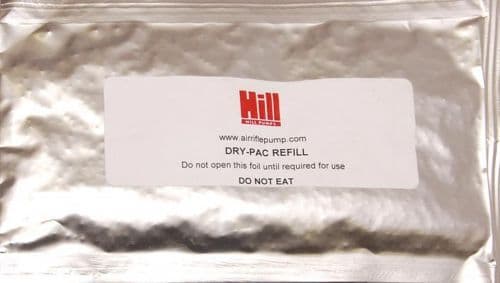 Hill
HILL PUMPS
www.airriflepump.com
DRY-PAC REFILL
Do not open this foil until required for use
DO NOT EAT